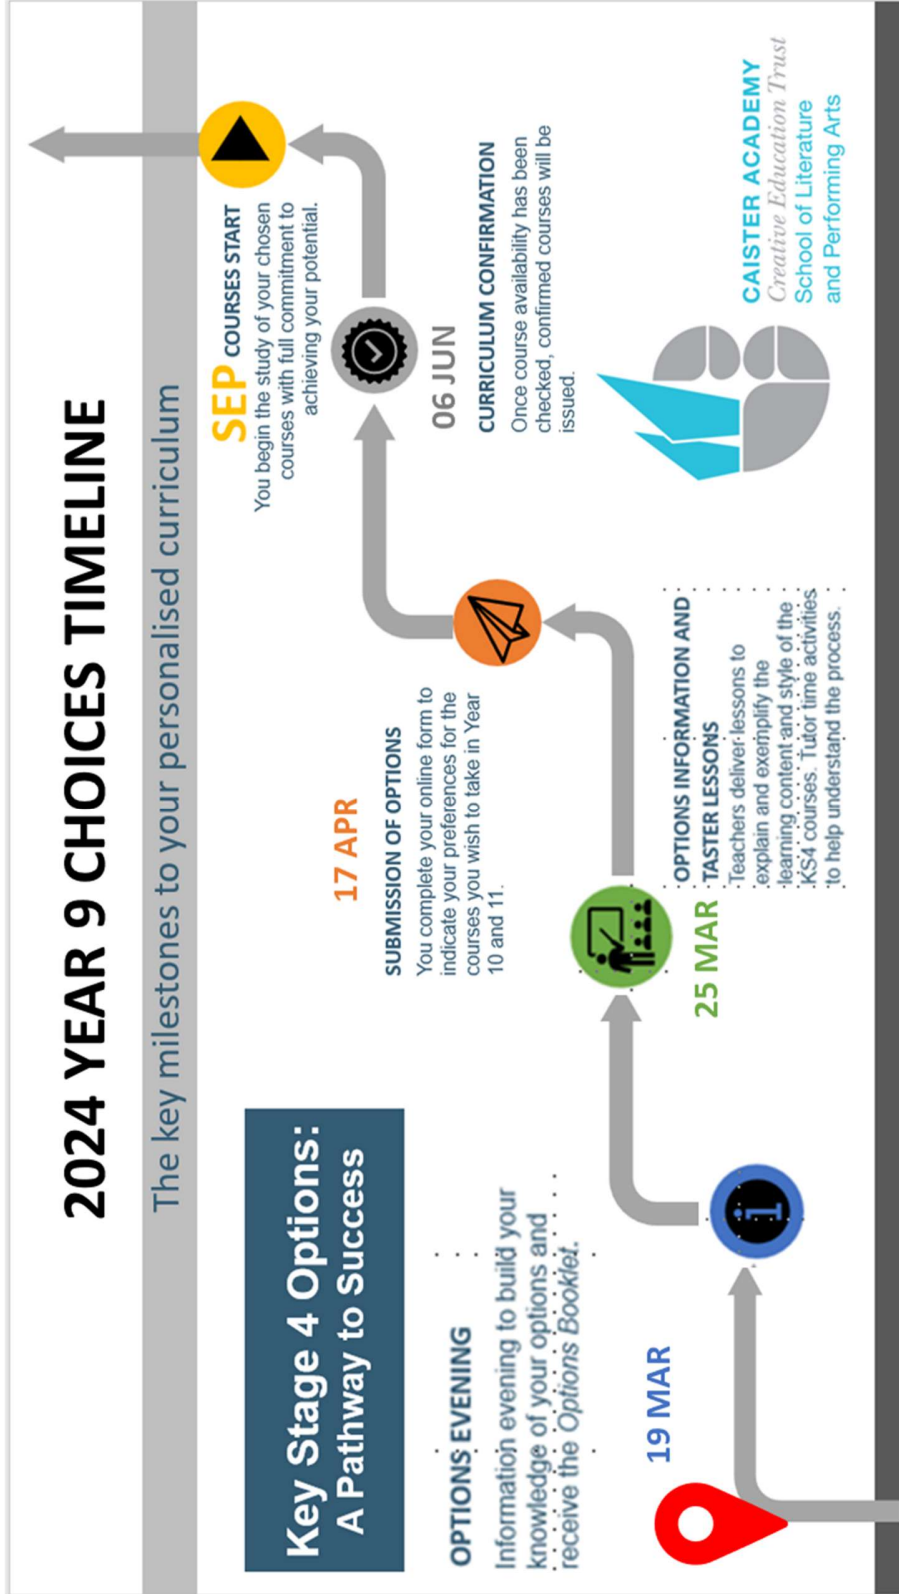 2024 YEAR 9 CHOICES TIMELINE
The key milestones to your personalised curriculum
Key Stage 4 Options:
A Pathway to Success
OPTIONS EVENING
Information evening to build your
knowledge of your options and
receive the Options Booklet.
19 MAR
25 MAR
OPTIONS INFORMATION AND
TASTER LESSONS
Teachers deliver lessons to
explain and exemplify the
learning content and style of the
KS4 courses. Tutor time activities
to help understand the process.
17 APR
SUBMISSION OF OPTIONS
You complete your online form to
indicate your preferences for the
courses you wish to take in Year
10 and 11.
06 JUN
CURRICULUM CONFIRMATION
Once course availability has been
checked, confirmed courses will be
issued.
SEP COURSES START
You begin the study of your chosen
courses with full commitment to
achieving your potential.
CAISTER ACADEMY
Creative Education Trust
School of Literature
and Performing Arts